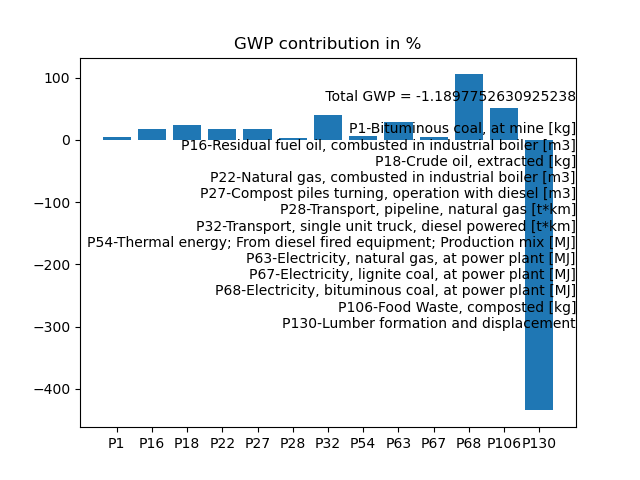 GWP contribution in %
100
0
−100
−200
−300
−400
Total GWP = -1.1897752630925238
P1-Bituminous coal, at mine [kg]
P16-Residual fuel oil, combusted in industrial boiler [m3]
P18-Crude oil, extracted [kg]
P22-Natural gas, combusted in industrial boiler [m3]
P27-Compost piles turning, operation with diesel [m3]
P28-Transport, pipeline, natural gas [t*km]
P32-Transport, single unit truck, diesel powered [t*km]
P54-Thermal energy; From diesel fired equipment; Production mix [MJ]
P63-Electricity, natural gas, at power plant [MJ]
P67-Electricity, lignite coal, at power plant [MJ]
P68-Electricity, bituminous coal, at power plant [MJ]
P106-Food Waste, composted [kg]
P130-Lumber formation and displacement
P1 P16 P18 P22 P27 P28 P32 P54 P63 P67 P68 P106 P130